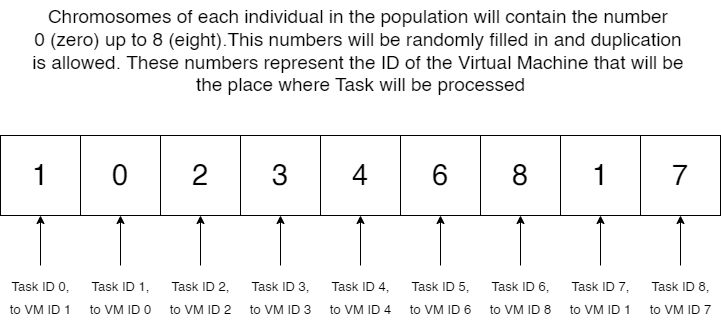 Chromosomes of each individual in the population will contain the number
0 (zero) up to 8 (eight).This numbers will be randomly filled in and duplication
is allowed. These numbers represent the ID of the Virtual Machine that will be
the place where Task will be processed
1 0 2 3 4 6 8 1 7
Task ID 0, Task ID 1, Task ID 2, Task ID 3, Task ID 4, Task ID 5, Task ID 6, Task ID 7, Task ID 8,
to VM ID 1 to VM ID 0 to VM ID 2 to VM ID 3 to VM ID 4 to VM ID 6 to VM ID 8 to VM ID 1 to VM ID 7